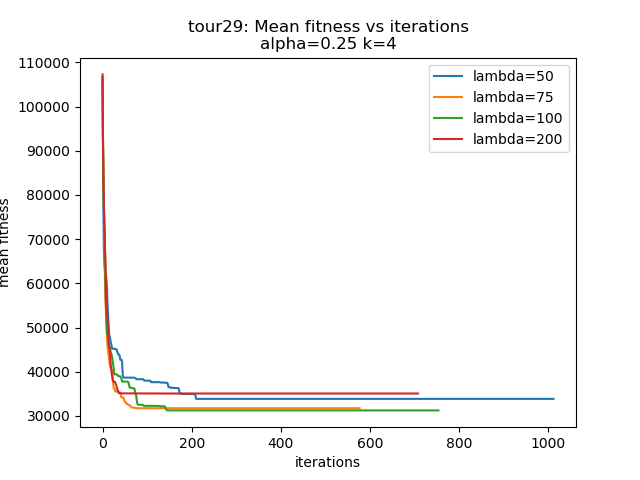 tour29: Mean fitness vs iterations
alpha=0.25 k=4
110000
100000
90000
80000
70000
60000
50000
40000
30000
mean fitness
lambda=50
lambda=75
lambda=100
lambda=200
0
200
400
600
800
1000
iterations